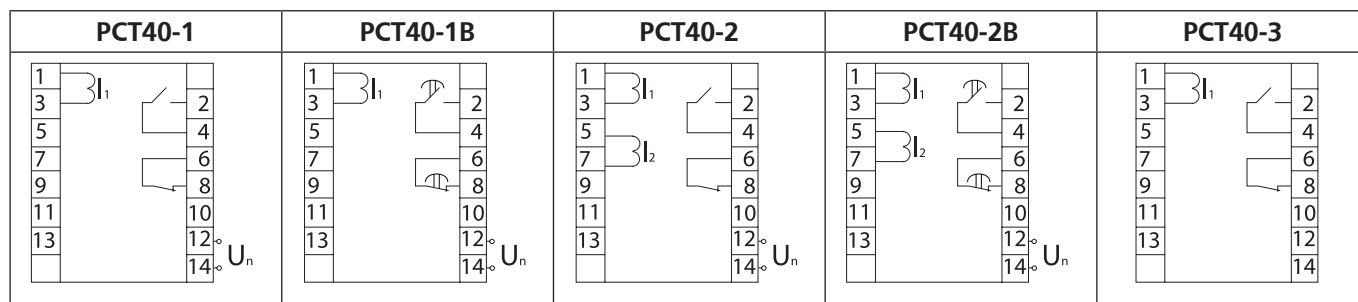 PCT40-1 PCT40-1B PCT40-2 PCT40-2B PCT40-3
1 I₁ 1 I₁ 1 I₁ 1 I₁ 1 I₁
3 2 3 2 3 2 3 2 3 2
5 4 5 4 5 4 5 4 5 4
7 6 7 6 7 I₂ 6 7 I₂ 6 7 6
9 8 9 8 9 8 9 8 9 8
11 10 11 10 11 10 11 10 11 10
13 12 Uₙ 13 12 Uₙ 13 12 Uₙ 13 12 Uₙ 13 12
14 14 14 14 14